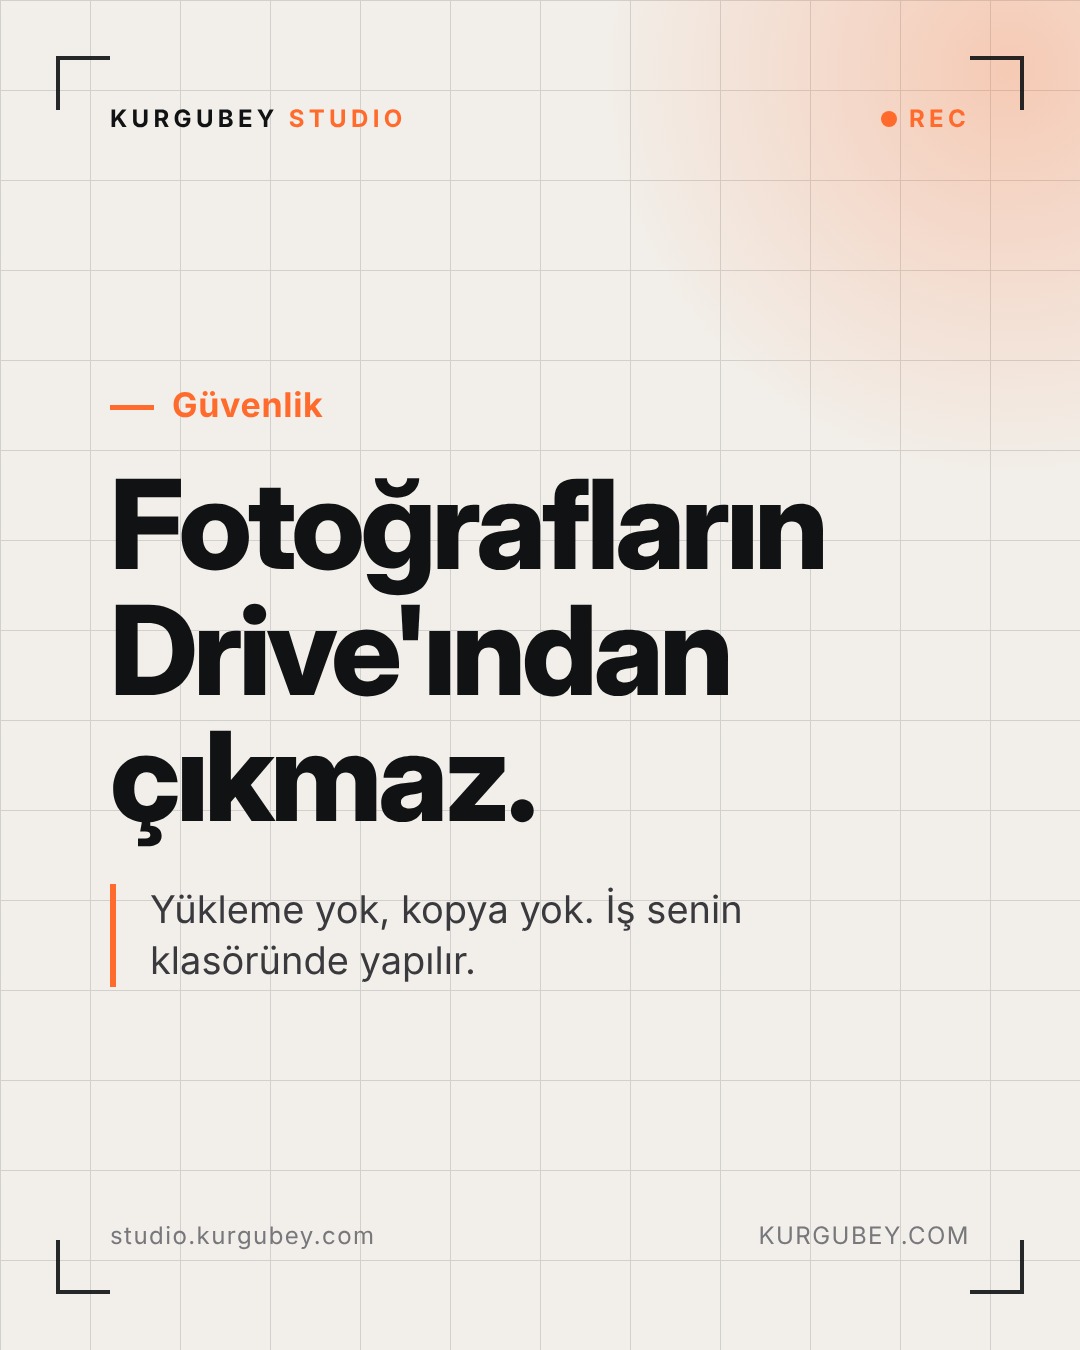 KURGUBEY STUDIO
REC
Güvenlik
Fotoğrafların
Drive'ından
çıkmaz.
Yükleme yok, kopya yok. İş senin
klasöründe yapılır.
studio.kurgubey.com
KURGUBEY.COM